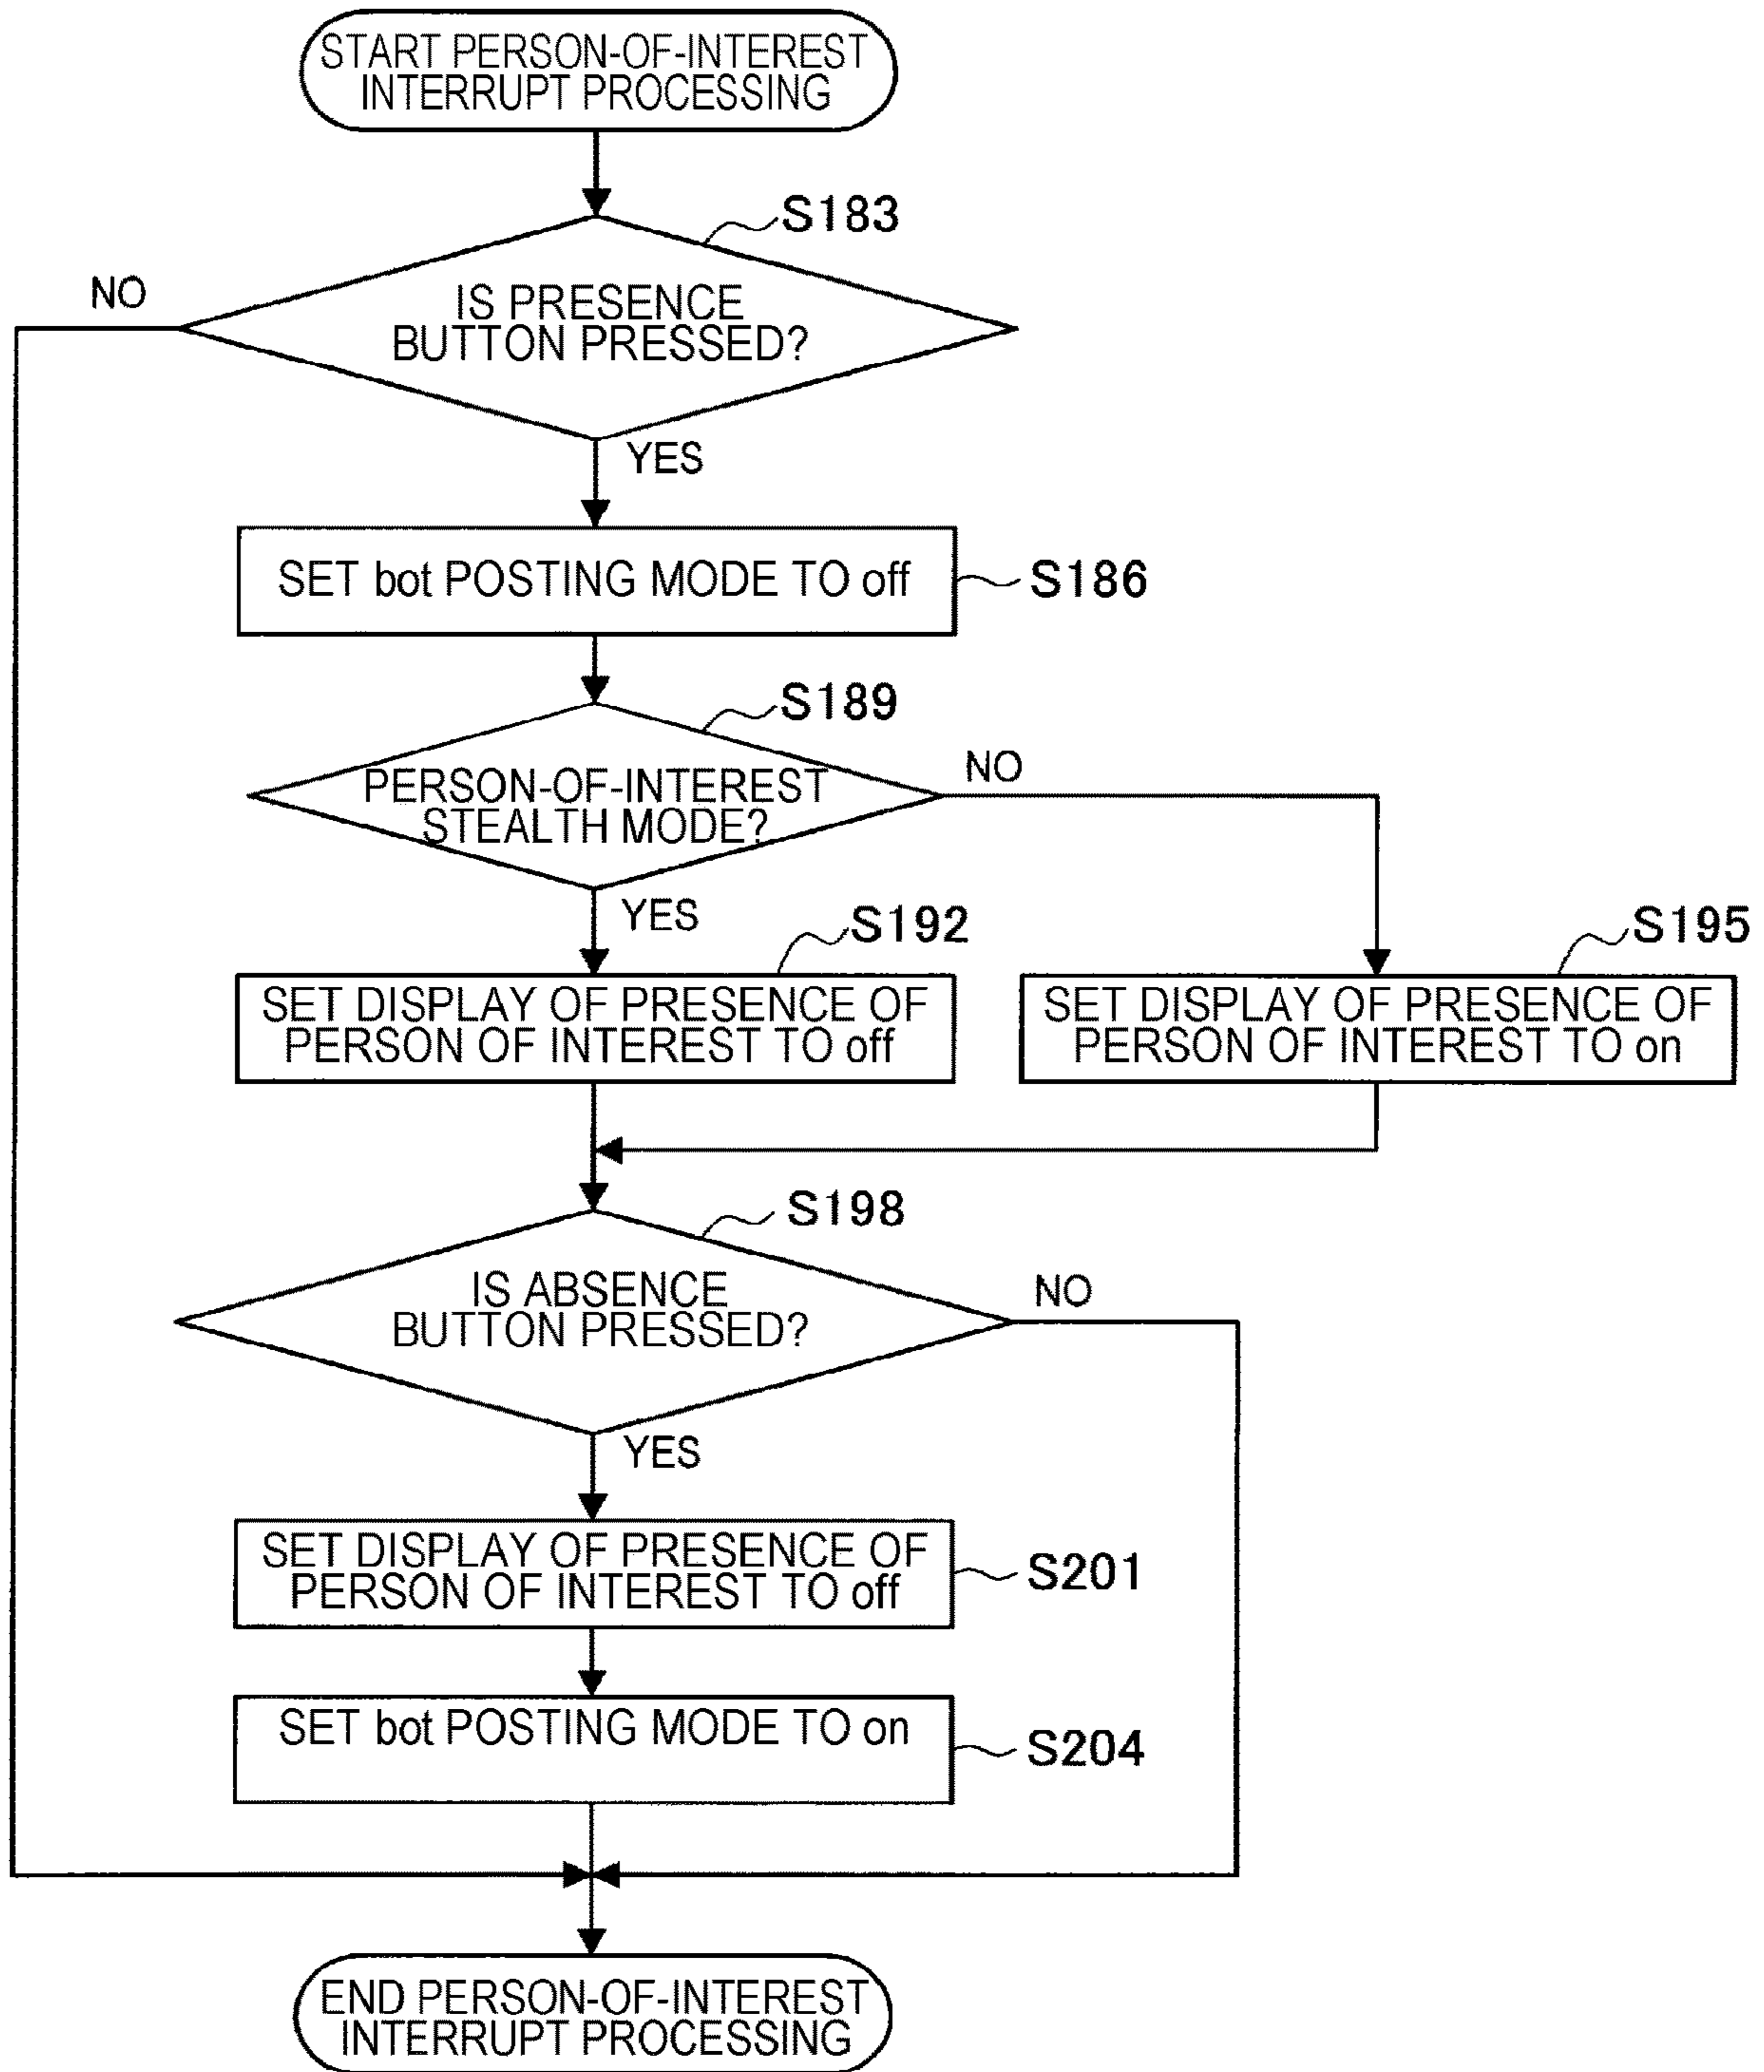 START PERSON-OF-INTEREST
INTERRUPT PROCESSING
S183
NO
IS PRESENCE
BUTTON PRESSED?
YES
SET bot POSTING MODE TO off
S186
S189
NO
PERSON-OF-INTEREST
STEALTH MODE?
YES
S192
S195
SET DISPLAY OF PRESENCE OF
PERSON OF INTEREST TO off
SET DISPLAY OF PRESENCE OF
PERSON OF INTEREST TO on
S198
IS ABSENCE
BUTTON PRESSED?
NO
YES
SET DISPLAY OF PRESENCE OF
PERSON OF INTEREST TO off
S201
SET bot POSTING MODE TO on
S204
END PERSON-OF-INTEREST
INTERRUPT PROCESSING